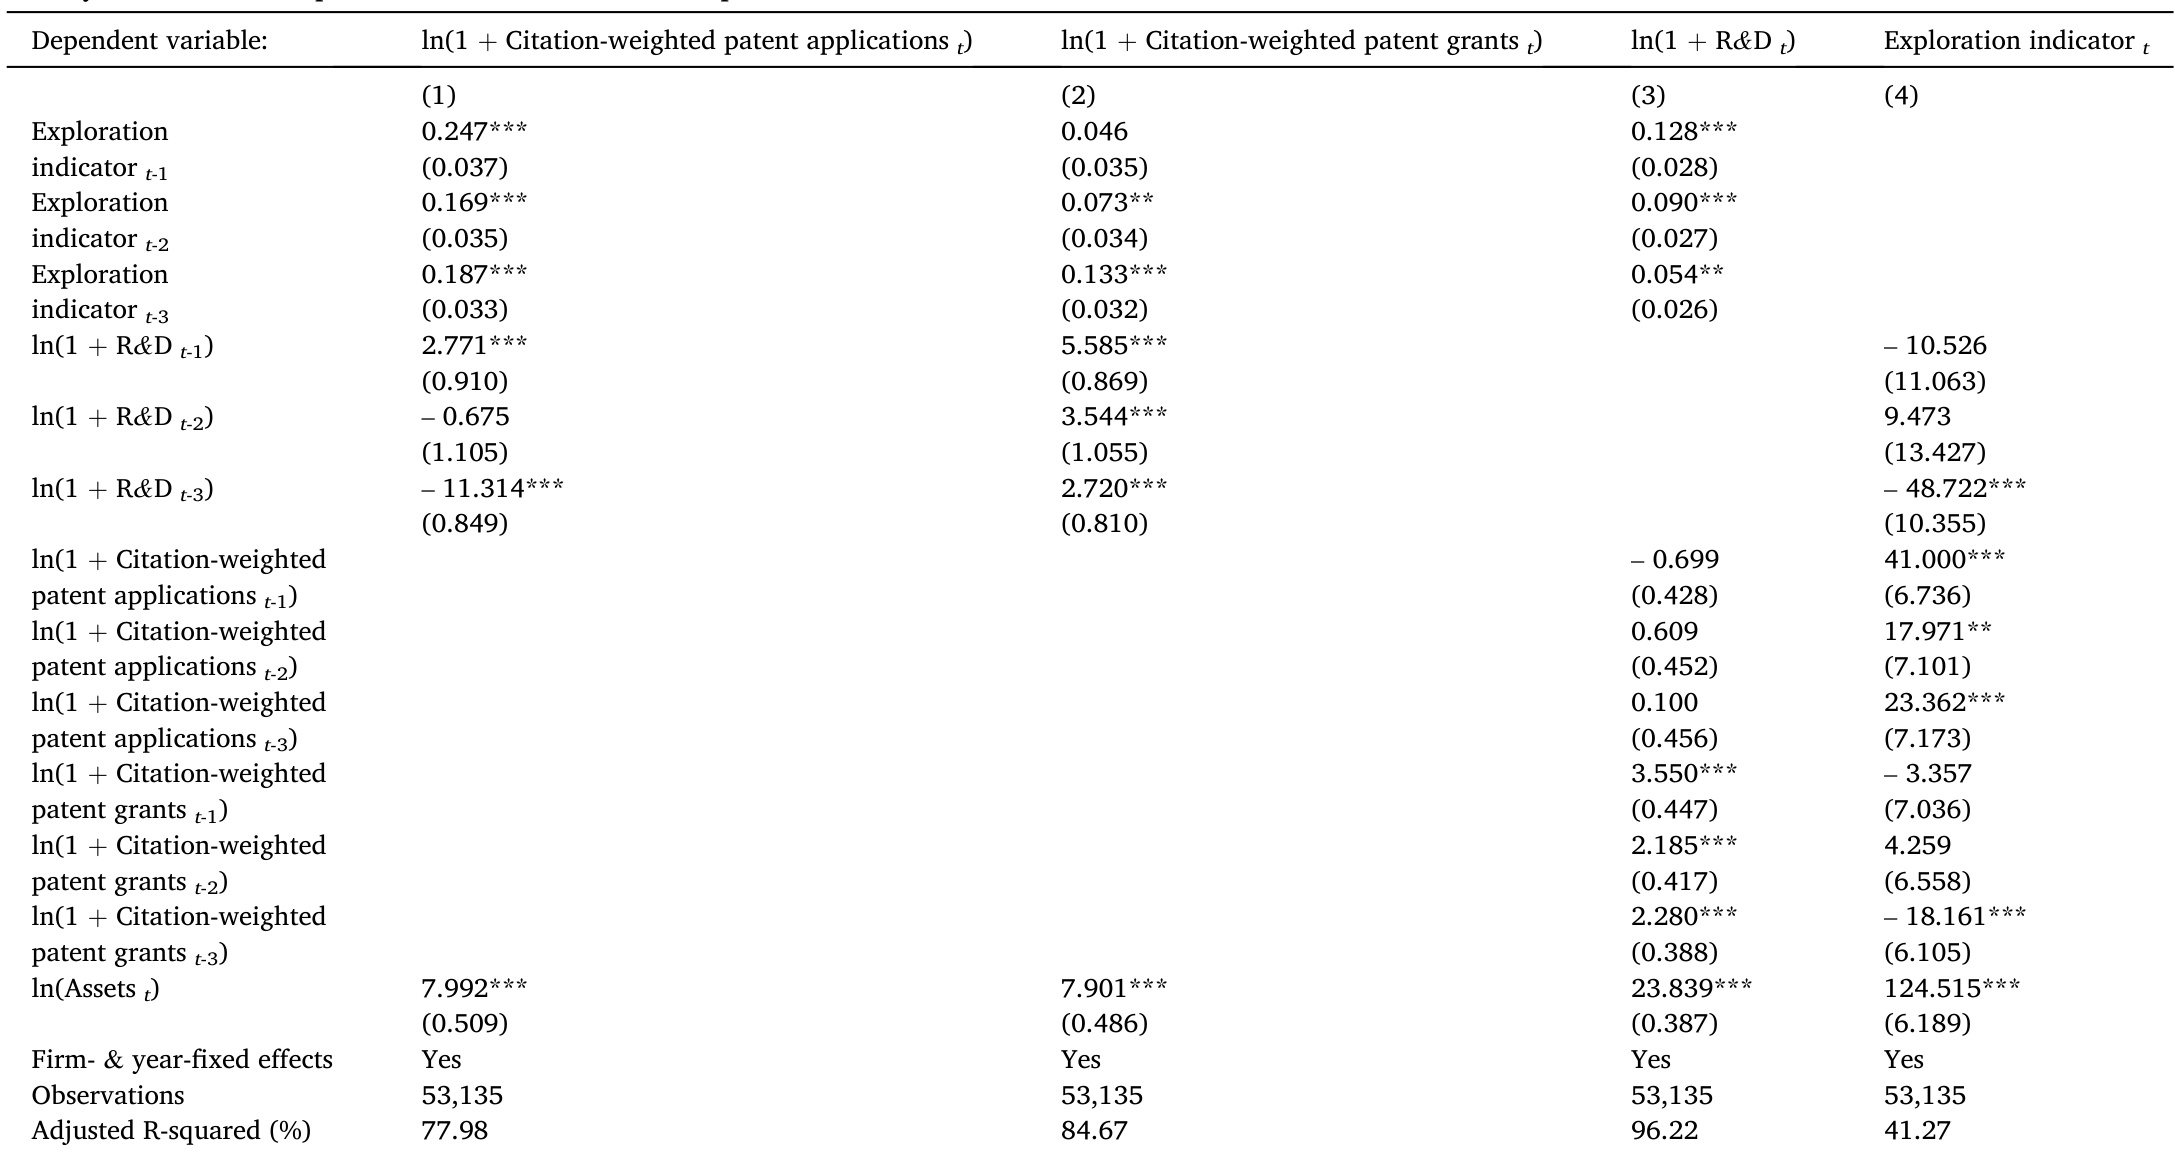 Dependent variable: ln(1 + Citation-weighted patent applications t) ln(1 + Citation-weighted patent grants t) ln(1 + R&D t) Exploration indicator t
(1) (2) (3) (4)
Exploration 0.247*** 0.046 0.128***
indicator t-1 (0.037) (0.035) (0.028)
Exploration 0.169*** 0.073** 0.090***
indicator t-2 (0.035) (0.034) (0.027)
Exploration 0.187*** 0.133*** 0.054**
indicator t-3 (0.033) (0.032) (0.026)
ln(1 + R&D t-1) 2.771*** 5.585*** – 10.526
(0.910) (0.869) (11.063)
ln(1 + R&D t-2) – 0.675 3.544*** 9.473
(1.105) (1.055) (13.427)
ln(1 + R&D t-3) – 11.314*** 2.720*** – 48.722***
(0.849) (0.810) (10.355)
ln(1 + Citation-weighted – 0.699 41.000***
patent applications t-1) (0.428) (6.736)
ln(1 + Citation-weighted 0.609 17.971**
patent applications t-2) (0.452) (7.101)
ln(1 + Citation-weighted 0.100 23.362***
patent applications t-3) (0.456) (7.173)
ln(1 + Citation-weighted 3.550*** – 3.357
patent grants t-1) (0.447) (7.036)
ln(1 + Citation-weighted 2.185*** 4.259
patent grants t-2) (0.417) (6.558)
ln(1 + Citation-weighted 2.280*** – 18.161***
patent grants t-3) (0.388) (6.105)
ln(Assets t) 7.992*** 7.901*** 23.839*** 124.515***
(0.509) (0.486) (0.387) (6.189)
Firm- & year-fixed effects Yes Yes Yes Yes
Observations 53,135 53,135 53,135 53,135
Adjusted R-squared (%) 77.98 84.67 96.22 41.27